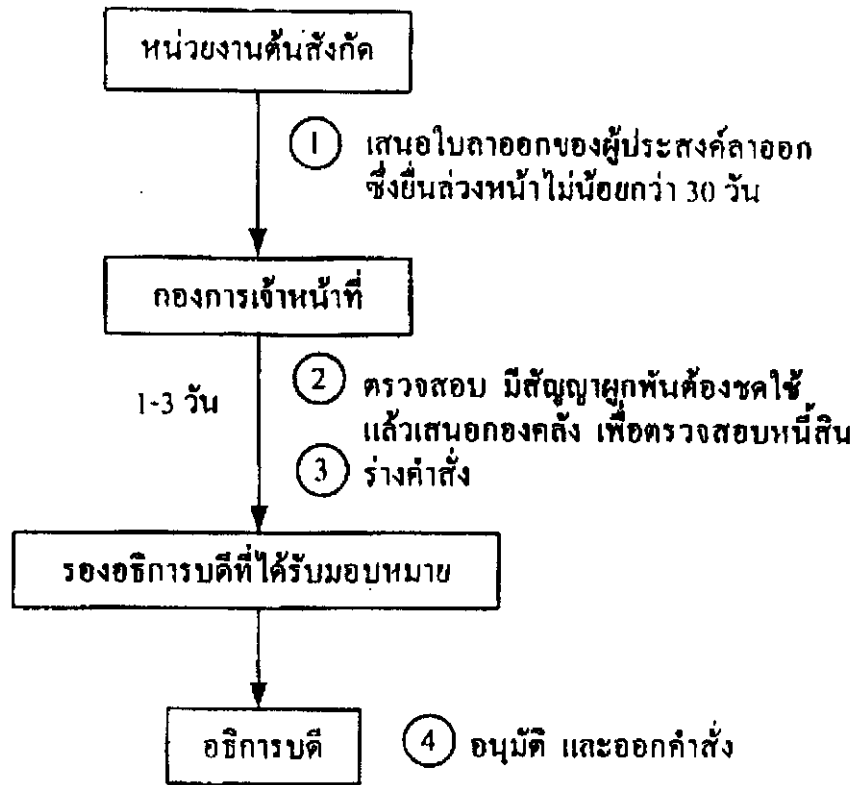 หน่วยงานต้นสังกัด
1 เสนอใบลาออกของผู้ประสงค์ลาออก
ซึ่งยื่นล่วงหน้าไม่น้อยกว่า 30 วัน
กองการเจ้าหน้าที่
1-3 วัน
2 ตรวจสอบ มีสัญญาผูกพันต้องชดใช้
แล้วเสนอกองคลัง เพื่อตรวจสอบหนี้สิน
3 ร่างคำสั่ง
รองอธิการบดีที่ได้รับมอบหมาย
อธิการบดี
4 อนุมัติ และออกคำสั่ง